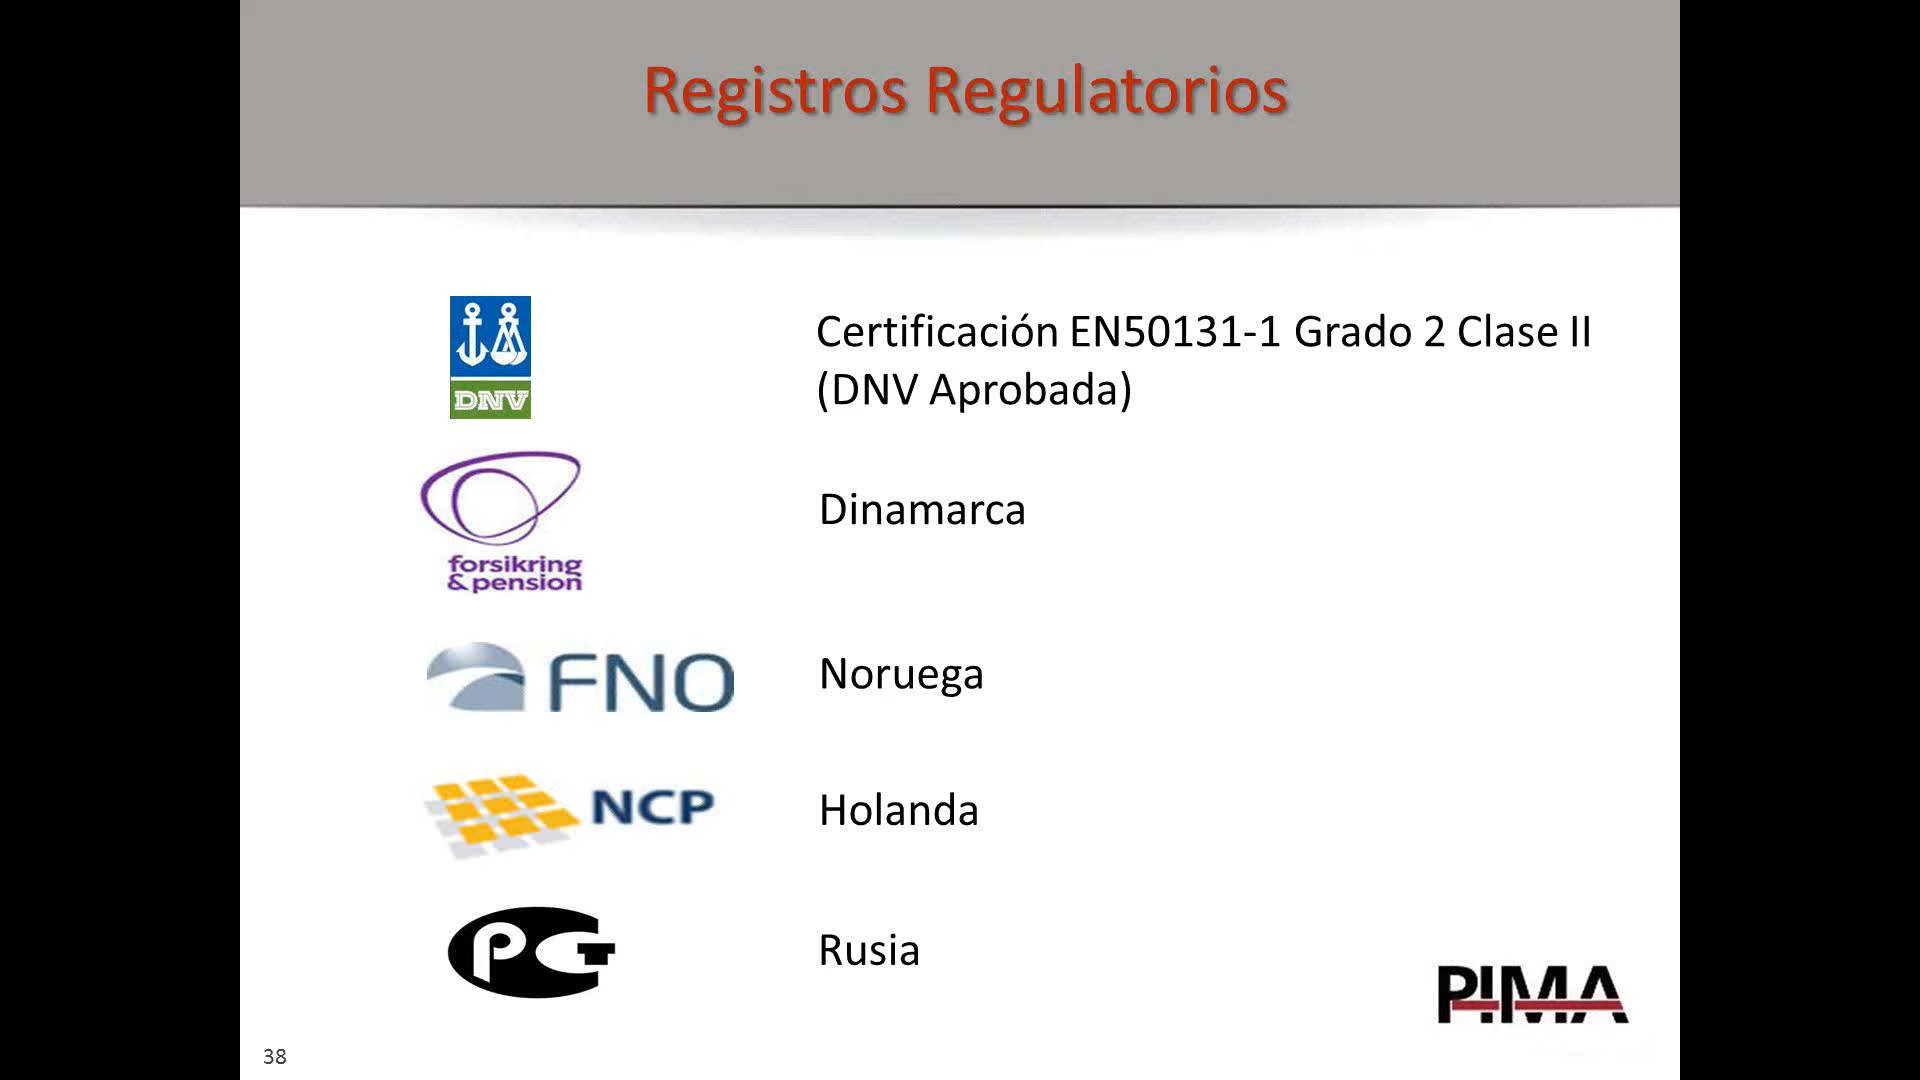 Registros Regulatorios
DNV
Certificación EN50131-1 Grado 2 Clase II
(DNV Aprobada)
forsikring
& pension
Dinamarca
FNO
Noruega
NCP
Holanda
PG
Rusia
PIMA
38